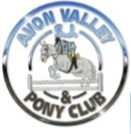 AVON VALLEY
S.J.
&
PONY CLUB